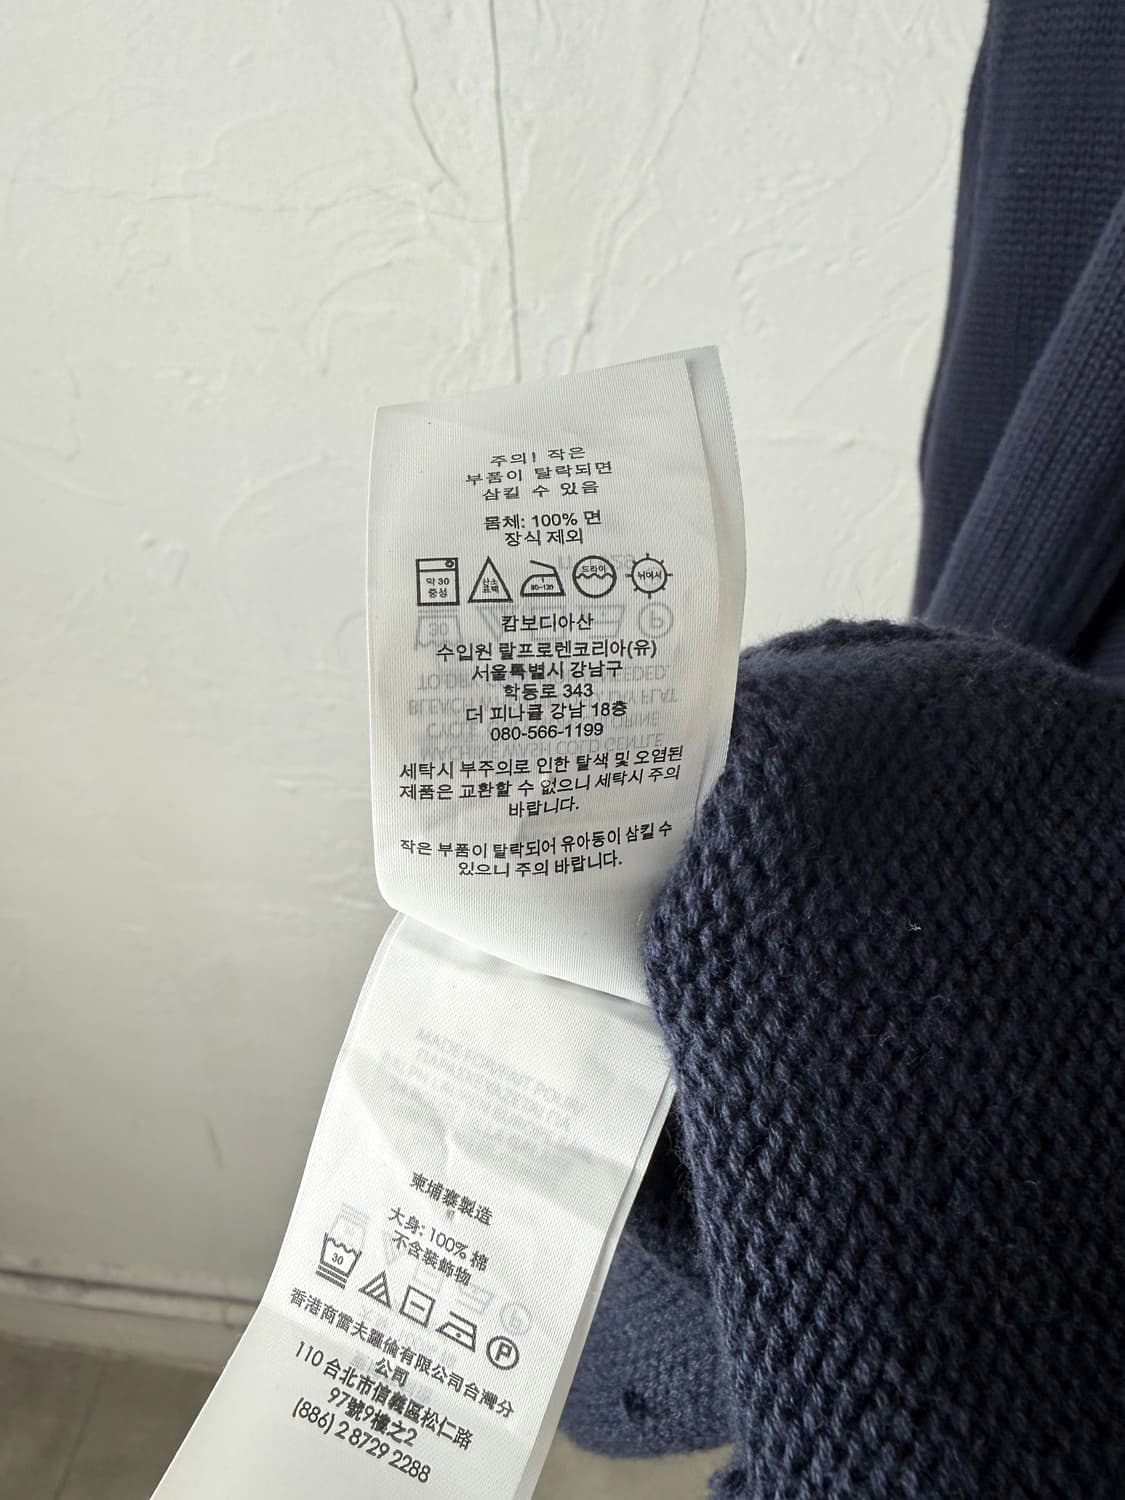 주의! 작은
부품이 탈락되면
삼킬 수 있음
몸체: 100% 면
장식 제외
약 30
중성
산소
표백
80~120
드라이
뉘어서
캄보디아산
수입원 랄프로렌코리아(유)
서울특별시 강남구
학동로 343
더 피나클 강남 18층
080-566-1199
세탁시 부주의로 인한 탈색 및 오염된
제품은 교환할 수 없으니 세탁시 주의
바랍니다.
작은 부품이 탈락되어 유아동이 삼킬 수
있으니 주의 바랍니다.
柬埔寨製造
大身: 100% 棉
不含裝飾物
30
P
香港商雷夫羅倫有限公司台灣分
公司
110 台北市信義區松仁路
97號9樓之2
(886) 2 8729 2288